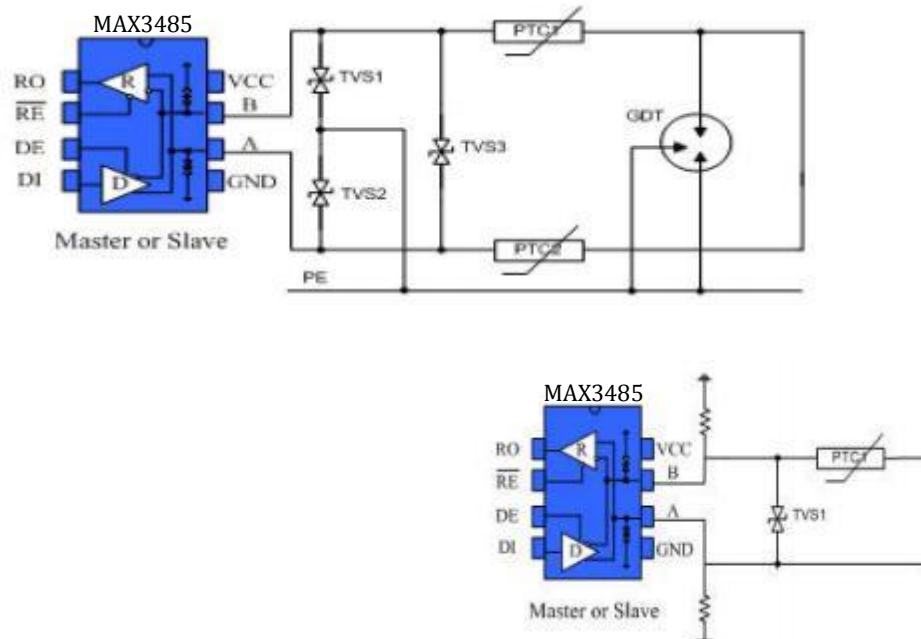 MAX3485
RO
RE
DE
DI
R
D
VCC
B
A
GND
Master or Slave
TVS1
TVS2
TVS3
PTC1
PTC2
GDT
PE
MAX3485
RO
RE
DE
DI
R
D
VCC
B
A
GND
Master or Slave
TVS1
PTC1